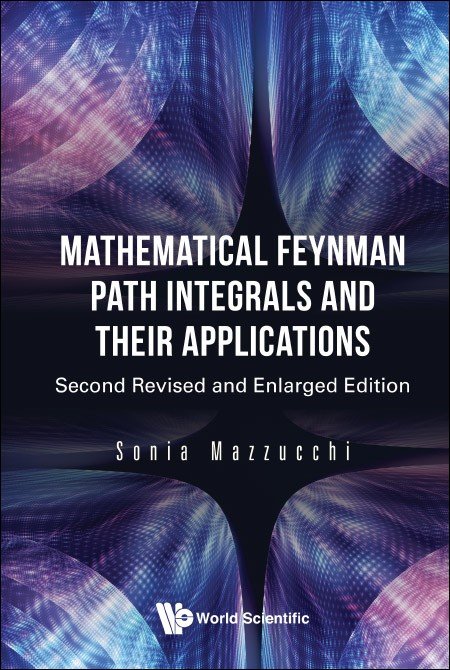 MATHEMATICAL FEYNMAN
PATH INTEGRALS AND
THEIR APPLICATIONS
Second Revised and Enlarged Edition
Sonia Mazzucchi
World Scientific